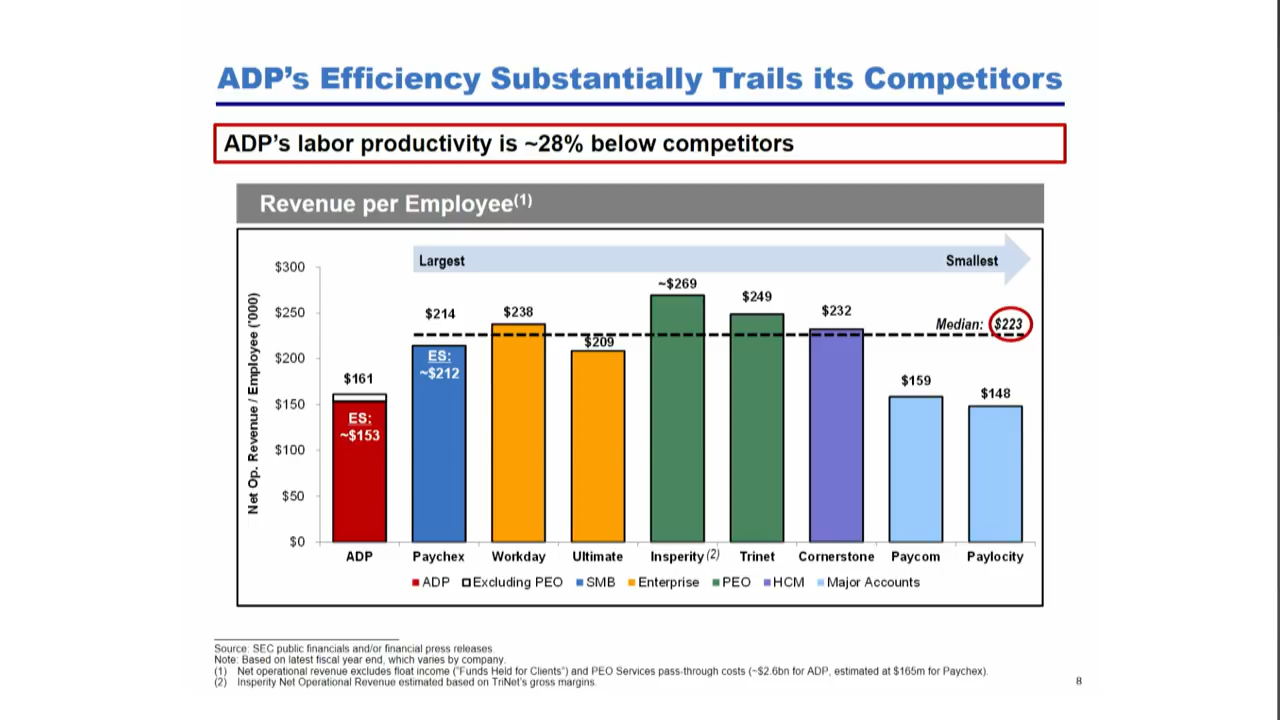 ADP’s Efficiency Substantially Trails its Competitors
ADP’s labor productivity is ~28% below competitors
Revenue per Employee(1)
Largest
Smallest
Net Op. Revenue / Employee ('000)
$300
$250
$200
$150
$100
$50
$0
$161
ES:
~$153
$214
ES:
~$212
$238
$209
~$269
$249
$232
Median: $223
$159
$148
ADP Paychex Workday Ultimate Insperity (2) Trinet Cornerstone Paycom Paylocity
ADP Excluding PEO SMB Enterprise PEO HCM Major Accounts
Source: SEC public financials and/or financial press releases.
Note: Based on latest fiscal year end, which varies by company.
(1) Net operational revenue excludes float income ("Funds Held for Clients") and PEO Services pass-through costs (~$2.6bn for ADP, estimated at $165m for Paychex).
(2) Insperity Net Operational Revenue estimated based on TriNet's gross margins.
8